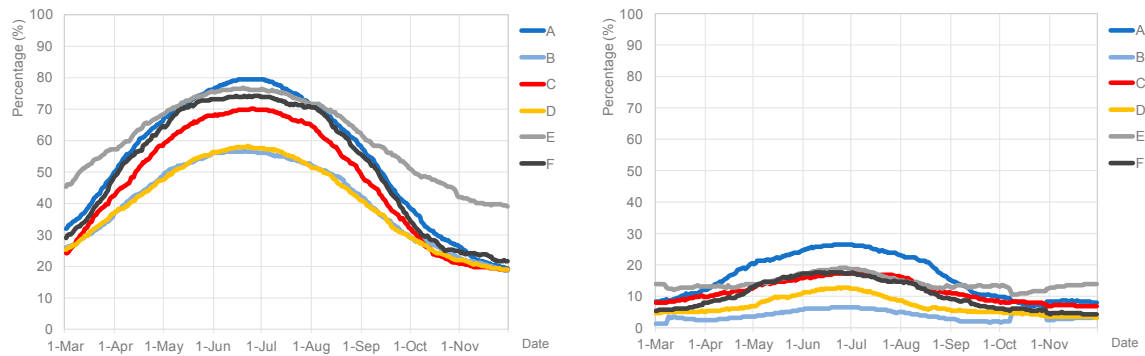 Percentage (%)
100
90
80
70
60
50
40
30
20
10
0
1-Mar 1-Apr 1-May 1-Jun 1-Jul 1-Aug 1-Sep 1-Oct 1-Nov Date
A
B
C
D
E
F
Percentage (%)
100
90
80
70
60
50
40
30
20
10
0
1-Mar 1-Apr 1-May 1-Jun 1-Jul 1-Aug 1-Sep 1-Oct 1-Nov Date
A
B
C
D
E
F